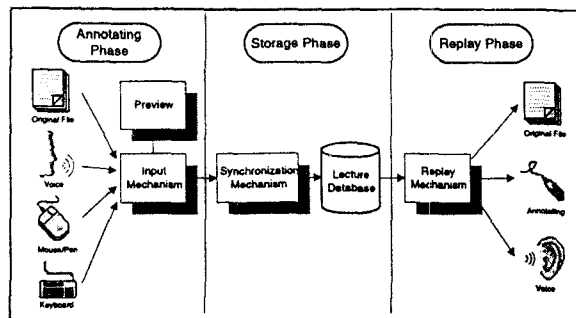 Annotating
Phase
Storage Phase
Replay Phase
Original File
Preview
Voice
Input
Mechanism
Synchronization
Mechanism
Lecture
Database
Replay
Mechanism
Original File
Annotating
Mouse/Pen
Keyboard
Voice